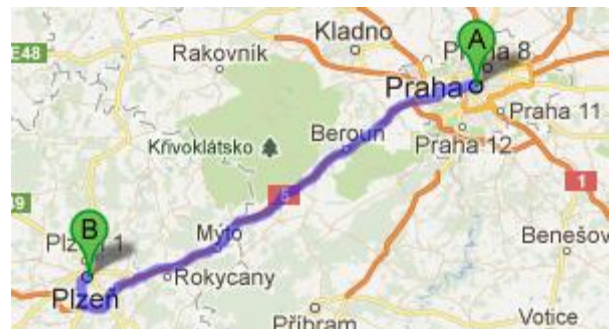 Kladno
A
E48
Rakovník
Praha 8
Praha
Praha 11
Beroun
Praha 12
Křivoklátsko
5
1
B
Mýto
Plzeň 1
Benešov
Rokycany
Plzeň
Příbram
Votice